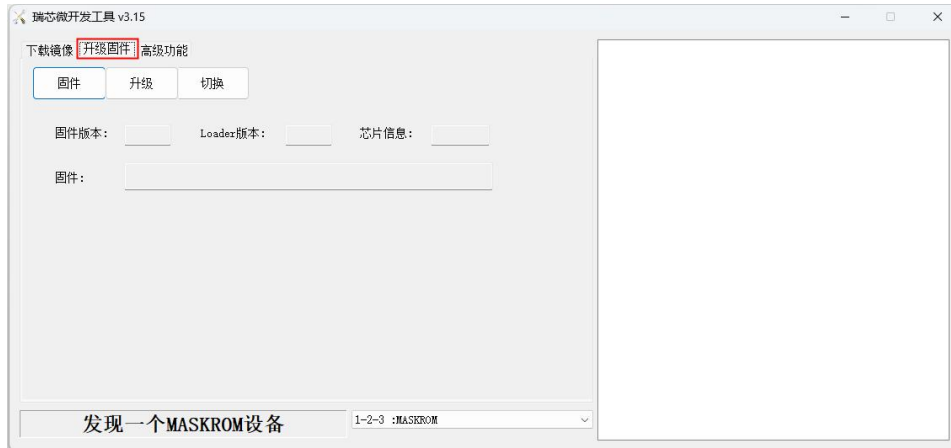 瑞芯微开发工具 v3.15
下载镜像 升级固件 高级功能
固件 升级 切换
固件版本： Loader版本： 芯片信息：
固件：
发现一个MASKROM设备 1-2-3 :MASKROM